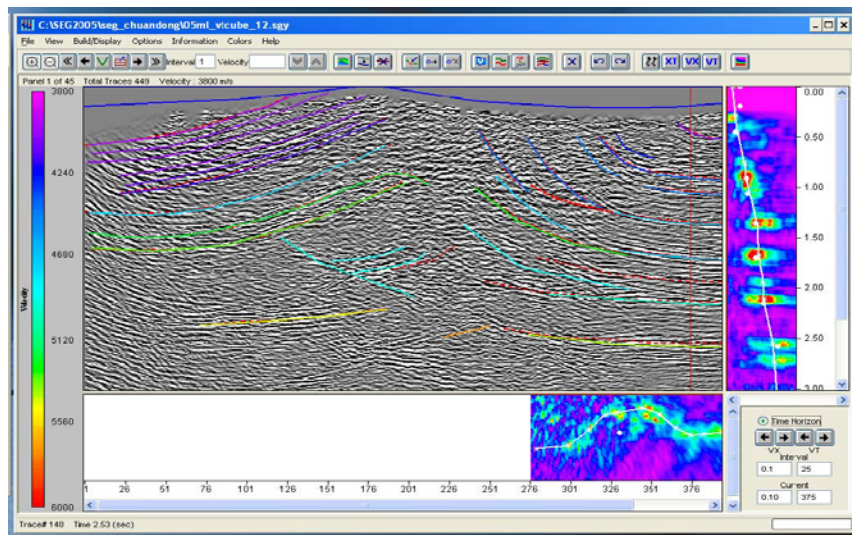 C:\SEG2005\seg_chuandong\05ml_vtcube_12.sgy
File View Build/Display Options Information Colors Help
Interval 1 Velocity XT VX VT
Panel 1 of 45 Total Traces 449 Velocity : 3800 m/s
3800 0.00
0.50
4240 1.00
4680 1.50
Velocity 2.00
5120 2.50
3.00
5560 Time Horizon
VX VT
Interval
0.1 25
Current
1 26 51 76 101 126 151 176 201 226 251 276 301 326 351 376
0.10 375
6000
Trace# 148 Time 2.53 (sec)